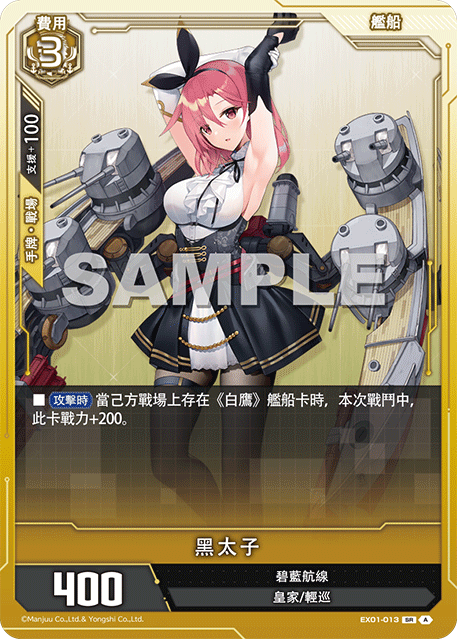 費用
3
艦船
支援+100
手牌・戰場
SAMPLE
■ 攻擊時 當己方戰場上存在《白鷹》艦船卡時，本次戰鬥中，
此卡戰力+200。
黑太子
400
碧藍航線
皇家/輕巡
©Manjuu Co.,Ltd.& Yongshi Co.,Ltd.
EX01-013 SR A